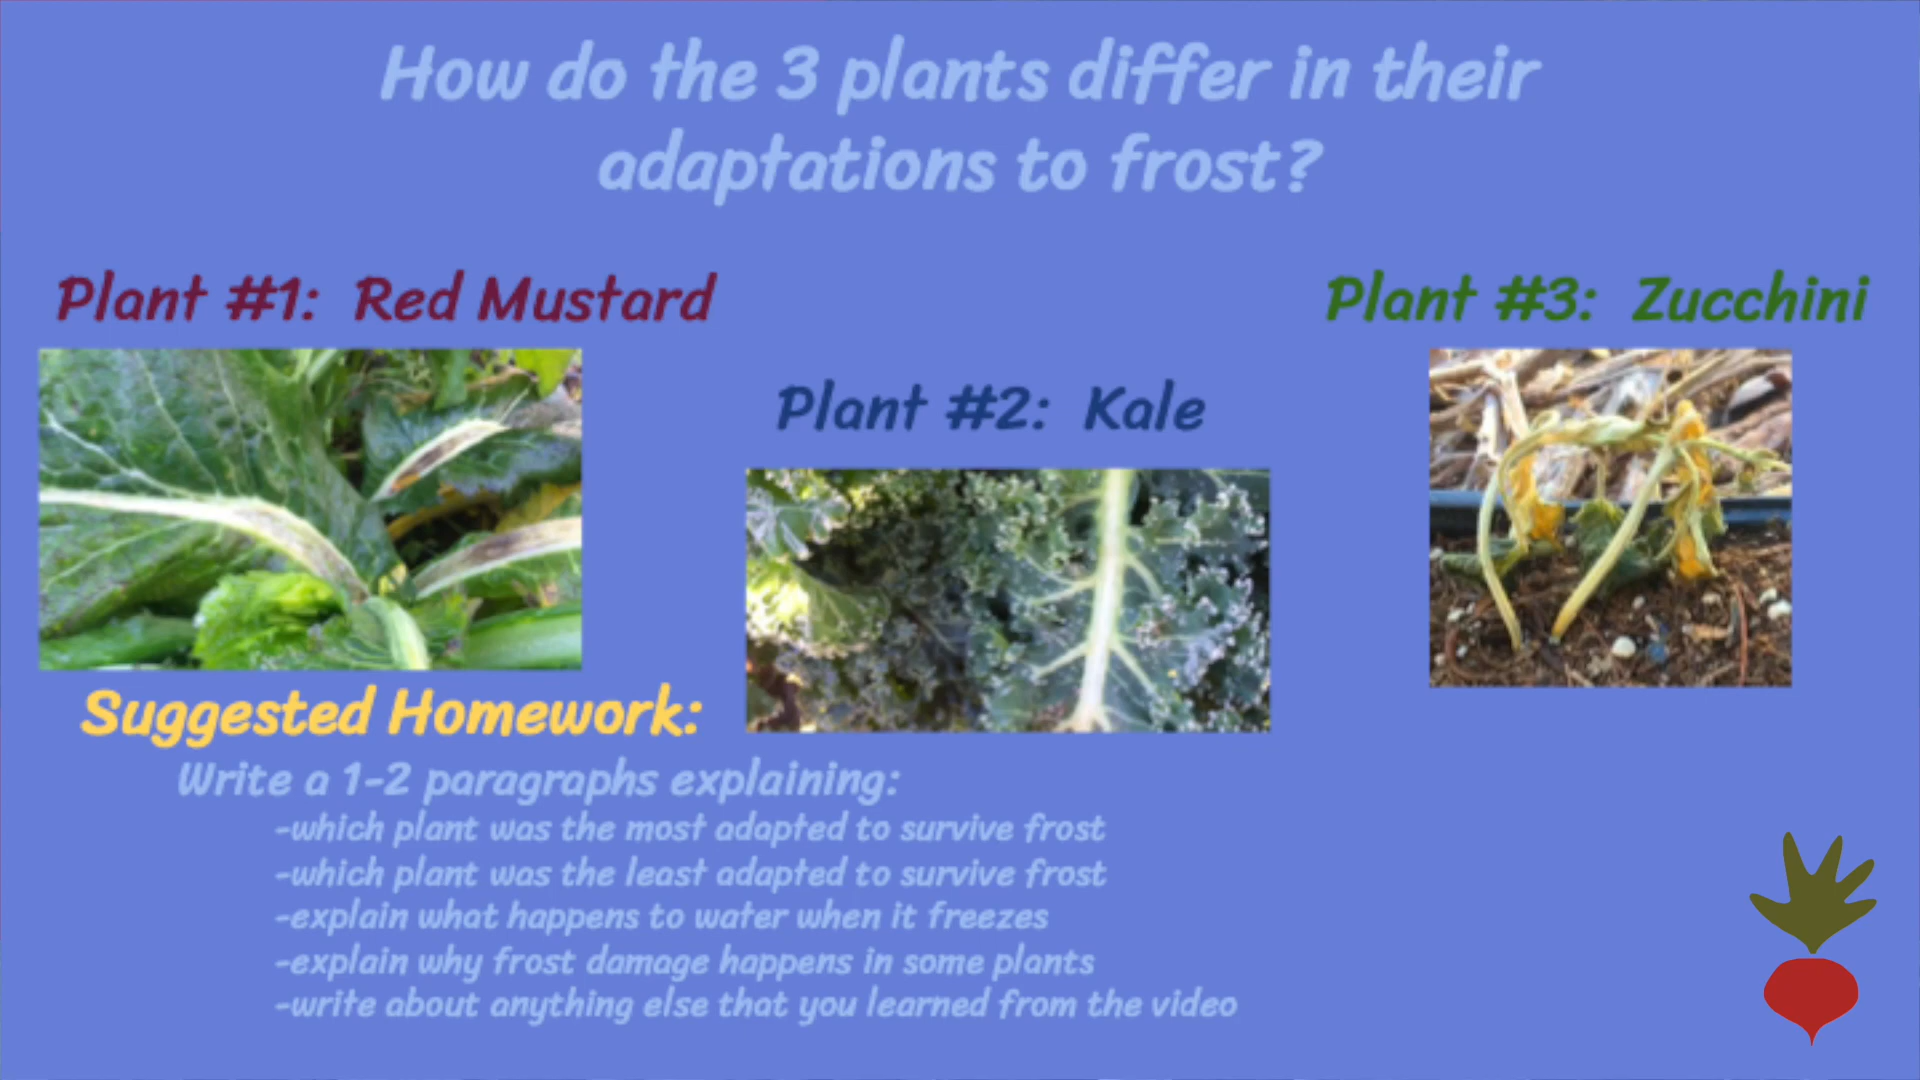 How do the 3 plants differ in their
adaptations to frost?
Plant #1: Red Mustard
Plant #2: Kale
Plant #3: Zucchini
Suggested Homework:
Write a 1-2 paragraphs explaining:
-which plant was the most adapted to survive frost
-which plant was the least adapted to survive frost
-explain what happens to water when it freezes
-explain why frost damage happens in some plants
-write about anything else that you learned from the video